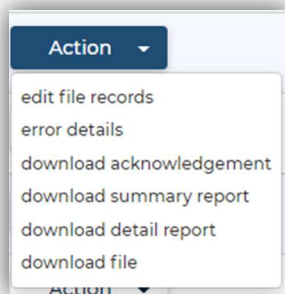 Action
edit file records
error details
download acknowledgement
download summary report
download detail report
download file
Action